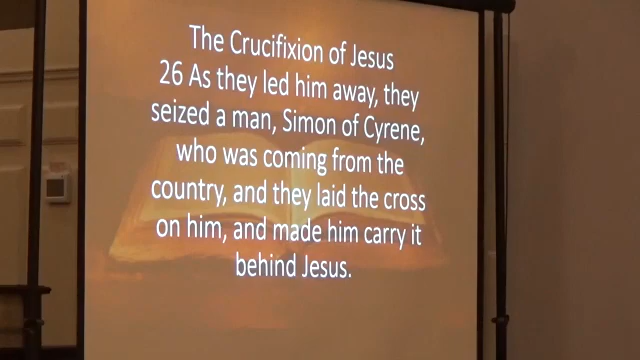 The Crucifixion of Jesus
26 As they led him away, they
seized a man, Simon of Cyrene,
who was coming from the
country, and they laid the cross
on him, and made him carry it
behind Jesus.